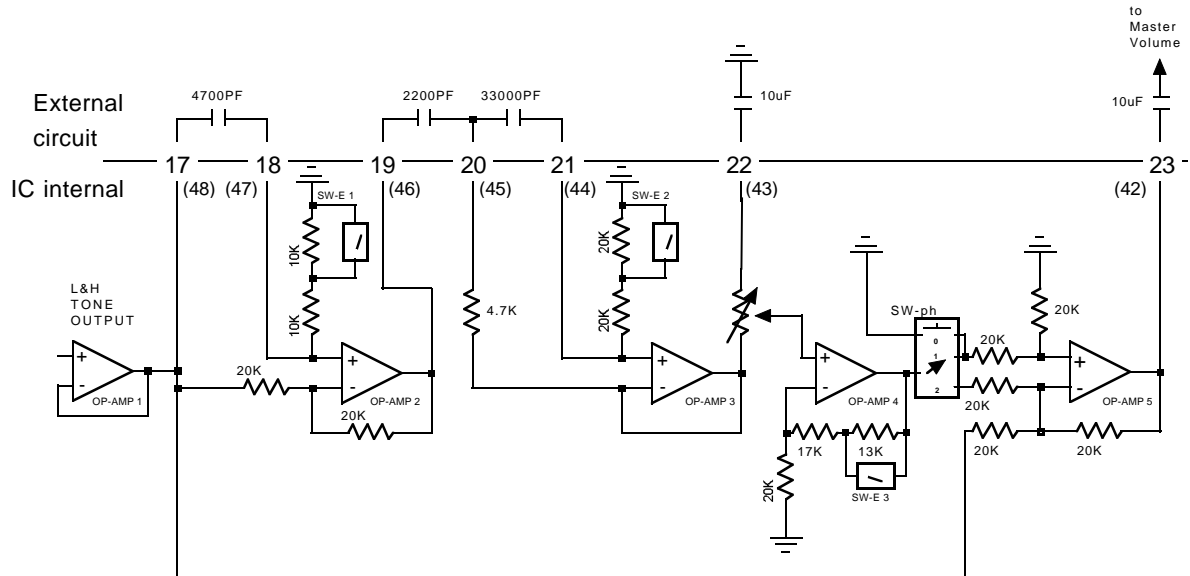 to
Master
Volume
4700PF
2200PF
33000PF
10uF
10uF
External
circuit
17
18
19
20
21
22
23
IC internal
(48)
(47)
(46)
(45)
(44)
(43)
(42)
SW-E 1
SW-E 2
10K
20K
L&H
TONE
OUTPUT
10K
4.7K
20K
SW-ph
20K
0
1
2
+
-
OP-AMP 1
20K
+
-
OP-AMP 2
20K
+
-
OP-AMP 3
+
-
OP-AMP 4
20K
20K
+
-
OP-AMP 5
17K
13K
20K
20K
20K
SW-E 3